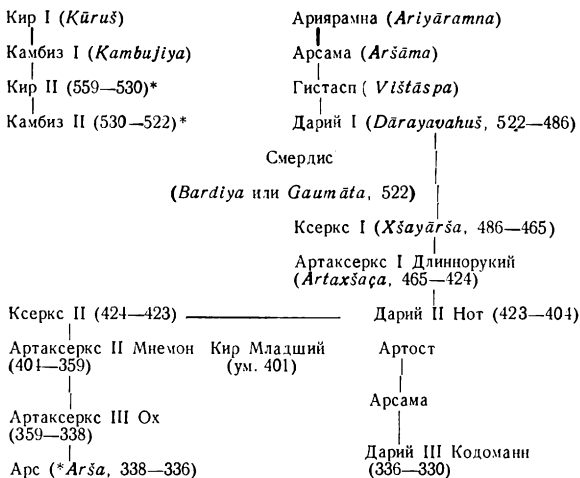 Кир I (Kūruš)
Ариярамна (Ariyāramna)
Камбиз I (Kambujiya)
Арсама (Aršāma)
Кир II (559—530)*
Гистасп ( Vištāspa)
Камбиз II (530—522)*
Дарий I (Dārayavahuš, 522—486)
Смердис
(Bardiya или Gaumāta, 522)
Ксеркс I (Xšayārša, 486—465)
Артаксеркс I Длиннорукий
(Artaxšaça, 465—424)
Ксеркс II (424—423)
Дарий II Нот (423—404)
Артаксеркс II Мнемон
(404—359)
Кир Младший
(ум. 401)
Артост
Арсама
Артаксеркс III Ох
(359—338)
Дарий III Кодоманн
(336—330)
Арс (*Arša, 338—336)